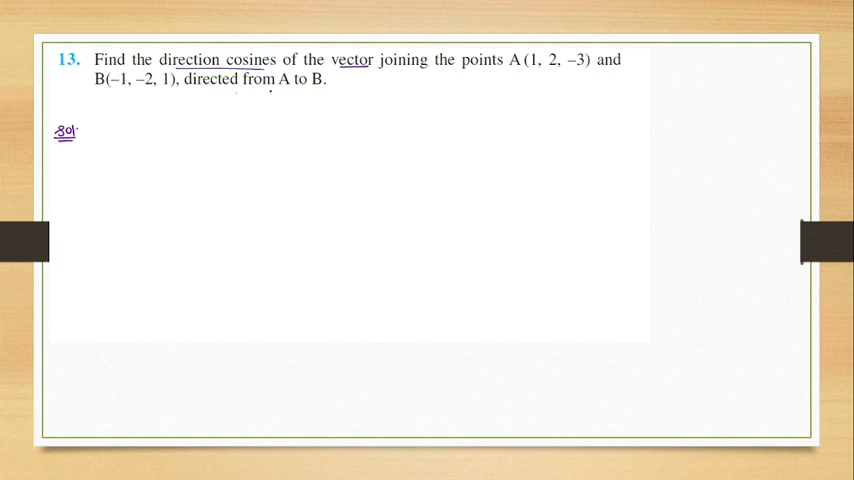 13. Find the direction cosines of the vector joining the points A (1, 2, –3) and
B(–1, –2, 1), directed from A to B.
Sol·